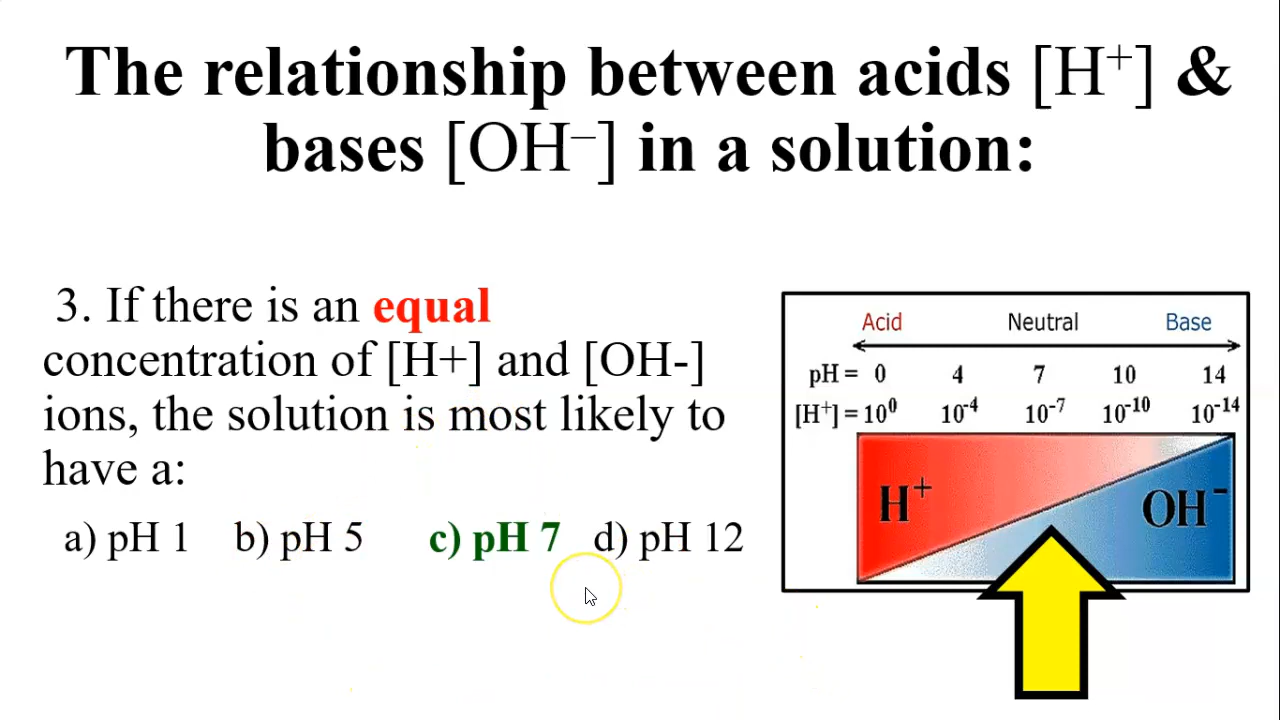 The relationship between acids [H⁺] &
bases [OH⁻] in a solution:
3. If there is an equal
concentration of [H+] and [OH-]
ions, the solution is most likely to
have a:
a) pH 1 b) pH 5 c) pH 7 d) pH 12
Acid Neutral Base
pH = 0 4 7 10 14
[H⁺] = 10⁰ 10⁻⁴ 10⁻⁷ 10⁻¹⁰ 10⁻¹⁴
H⁺ OH⁻